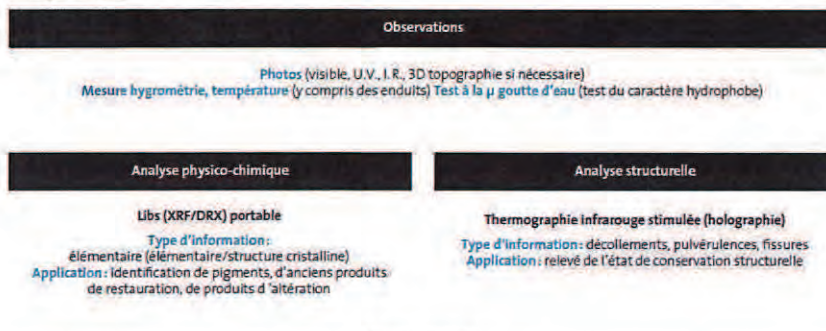 Observations
Photos (visible, U.V., I.R., 3D topographie si nécessaire)
Mesure hygrométrie, température (y compris des enduits) Test à la µ goutte d'eau (test du caractère hydrophobe)
Analyse physico-chimique
Libs (XRF/DRX) portable
Type d'information :
élémentaire (élémentaire/structure cristalline)
Application : identification de pigments, d'anciens produits
de restauration, de produits d 'altération
Analyse structurelle
Thermographie infrarouge stimulée (holographie)
Type d'information : décollements, pulvérulences, fissures
Application : relevé de l'état de conservation structurelle